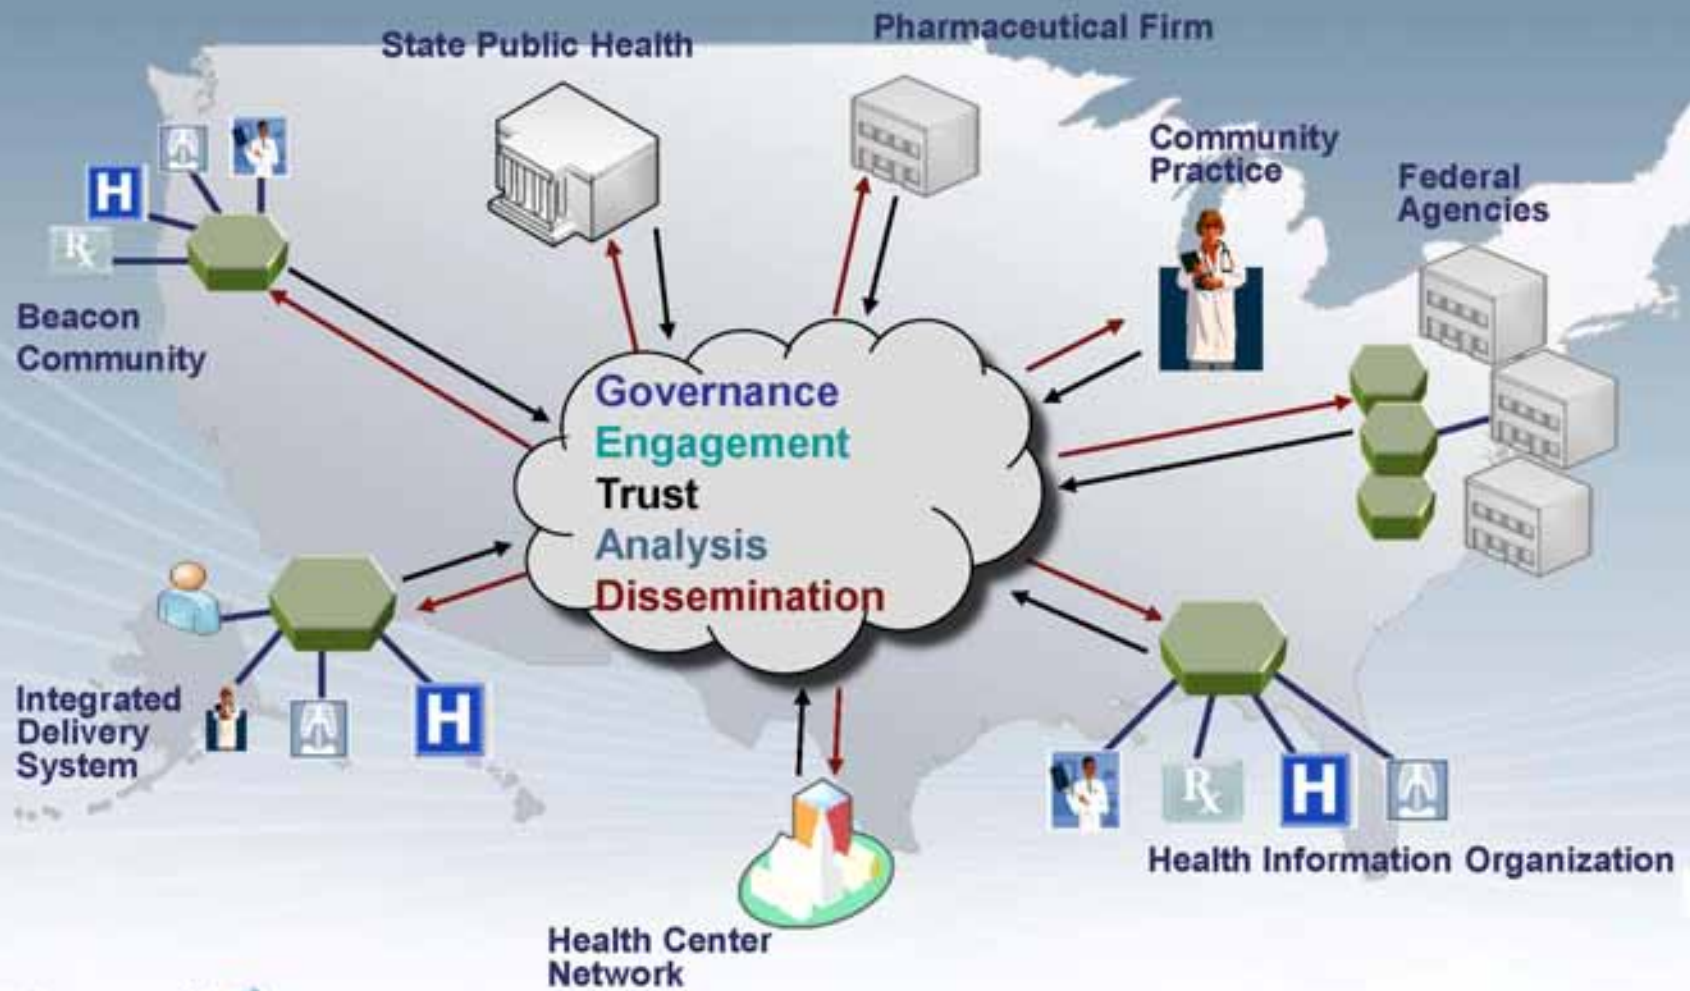 State Public Health
Pharmaceutical Firm
Community
Practice
Federal
Agencies
H
Rx
Beacon
Community
Governance
Engagement
Trust
Analysis
Dissemination
Integrated
Delivery
System
H
Rx
H
Health Information Organization
Health Center
Network